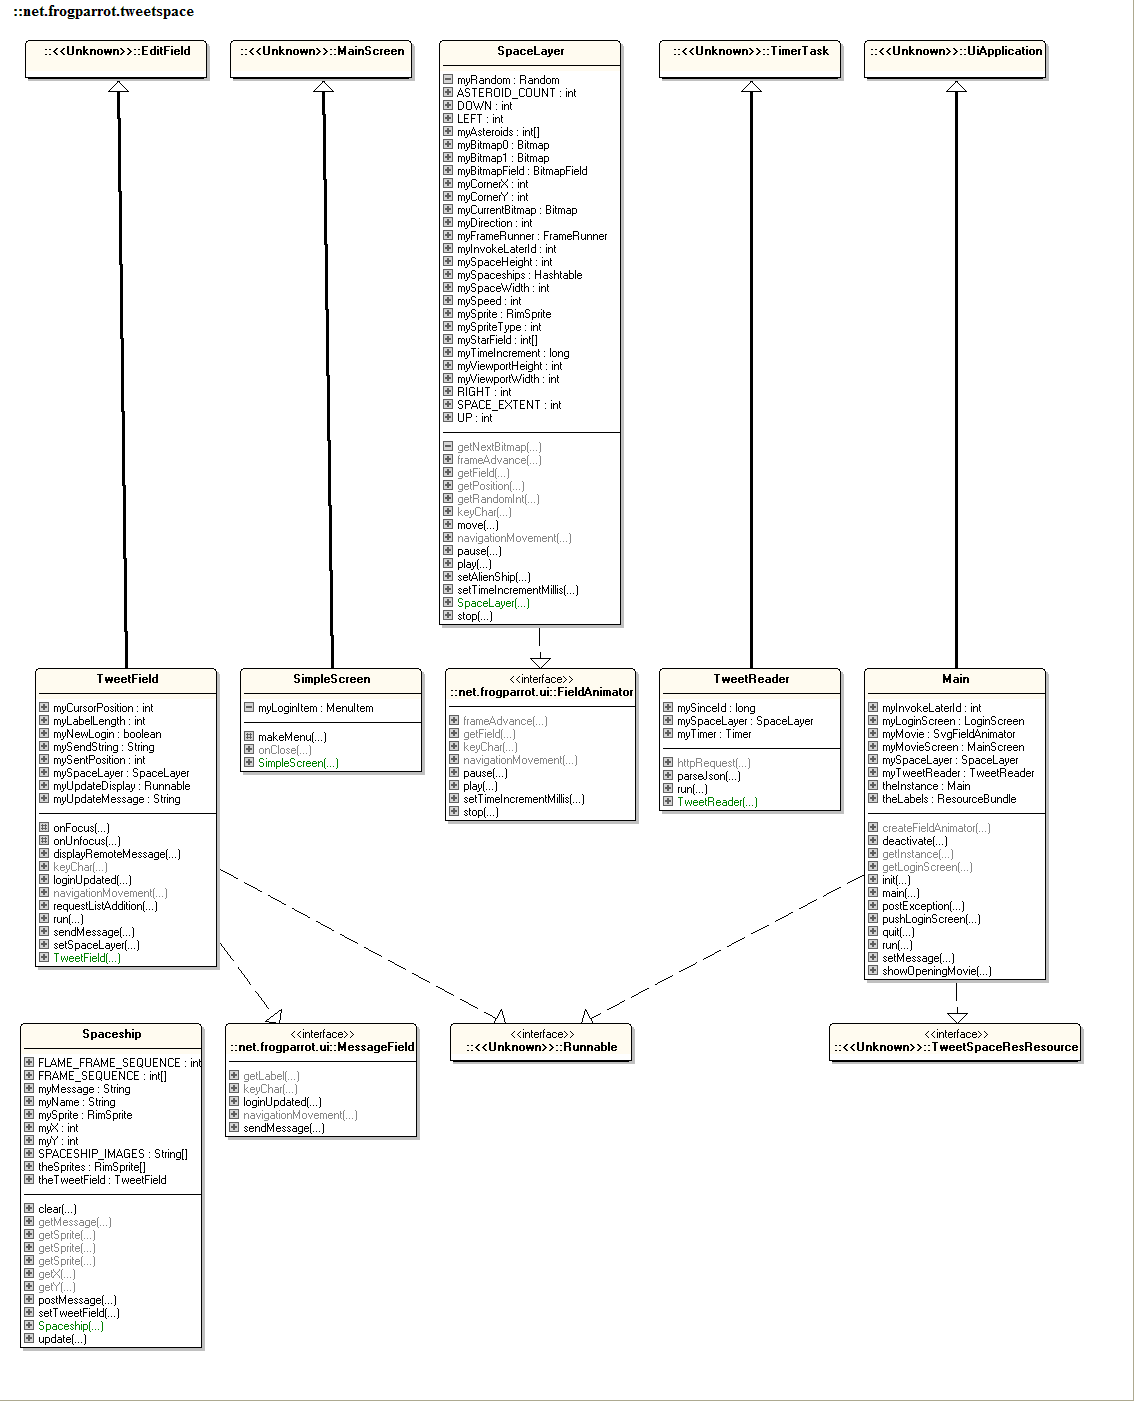 ::net.frogparrot.tweetspace
::<<Unknown>>::EditField
::<<Unknown>>::MainScreen
SpaceLayer
myRandom : Random
ASTEROID_COUNT : int
DOWN : int
LEFT : int
myAsteroids : int[]
myBitmap0 : Bitmap
myBitmap1 : Bitmap
myBitmapField : BitmapField
myCornerX : int
myCornerY : int
myCurrentBitmap : Bitmap
myDirection : int
myFrameRunner : FrameRunner
myInvokeLaterId : int
mySpaceHeight : int
mySpaceships : Hashtable
mySpaceWidth : int
mySpeed : int
mySprite : RimSprite
mySpriteType : int
myStarField : int[]
myTimeIncrement : long
myViewportHeight : int
myViewportWidth : int
RIGHT : int
SPACE_EXTENT : int
UP : int
getNextBitmap(...)
frameAdvance(...)
getField(...)
getPosition(...)
getRandomInt(...)
keyChar(...)
move(...)
navigationMovement(...)
pause(...)
play(...)
setAlienShip(...)
setTimeIncrementMillis(...)
SpaceLayer(...)
stop(...)
::<<Unknown>>::TimerTask
::<<Unknown>>::UiApplication
TweetField
myCursorPosition : int
myLabelLength : int
myNewLogin : boolean
mySendString : String
mySentPosition : int
mySpaceLayer : SpaceLayer
myUpdateDisplay : Runnable
myUpdateMessage : String
onFocus(...)
onUnfocus(...)
displayRemoteMessage(...)
keyChar(...)
loginUpdated(...)
navigationMovement(...)
requestListAddition(...)
run(...)
sendMessage(...)
setSpaceLayer(...)
TweetField(...)
SimpleScreen
myLoginItem : MenuItem
makeMenu(...)
onClose(...)
SimpleScreen(...)
<<interface>>
::net.frogparrot.ui::FieldAnimator
frameAdvance(...)
getField(...)
keyChar(...)
navigationMovement(...)
pause(...)
play(...)
setTimeIncrementMillis(...)
stop(...)
TweetReader
mySinceId : long
mySpaceLayer : SpaceLayer
myTimer : Timer
httpRequest(...)
parseJson(...)
run(...)
TweetReader(...)
Main
myInvokeLaterId : int
myLoginScreen : LoginScreen
myMovie : SvgFieldAnimator
myMovieScreen : MainScreen
mySpaceLayer : SpaceLayer
myTweetReader : TweetReader
theInstance : Main
theLabels : ResourceBundle
createFieldAnimator(...)
deactivate(...)
getInstance(...)
getLoginScreen(...)
init(...)
main(...)
postException(...)
pushLoginScreen(...)
quit(...)
run(...)
setMessage(...)
showOpeningMovie(...)
Spaceship
FLAME_FRAME_SEQUENCE : int
FRAME_SEQUENCE : int[]
myMessage : String
myName : String
mySprite : RimSprite
myX : int
myY : int
SPACESHIP_IMAGES : String[]
theSprites : RimSprite[]
theTweetField : TweetField
clear(...)
getMessage(...)
getSprite(...)
getSprite(...)
getSprite(...)
getX(...)
getY(...)
postMessage(...)
setTweetField(...)
Spaceship(...)
update(...)
<<interface>>
::net.frogparrot.ui::MessageField
getLabel(...)
keyChar(...)
loginUpdated(...)
navigationMovement(...)
sendMessage(...)
<<interface>>
::<<Unknown>>::Runnable
<<interface>>
::<<Unknown>>::TweetSpaceResResource